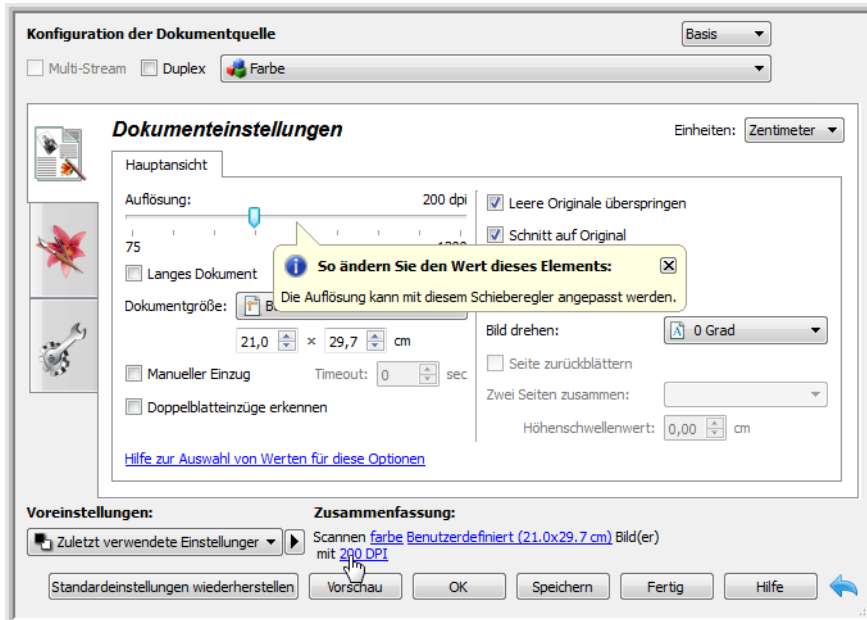 Konfiguration der Dokumentquelle
Basis
Multi-Stream Duplex Farbe
Dokumenteinstellungen
Einheiten: Zentimeter
Hauptansicht
Auflösung: 200 dpi
75
Leere Originale überspringen
Schnitt auf Original
So ändern Sie den Wert dieses Elements:
Die Auflösung kann mit diesem Schieberegler angepasst werden.
Langes Dokument
Dokumentgröße:
21,0 × 29,7 cm
Manueller Einzug Timeout: 0 sec
Doppelblatteinzüge erkennen
Bild drehen: 0 Grad
Seite zurückblättern
Zwei Seiten zusammen:
Höhenschwellenwert: 0,00 cm
Hilfe zur Auswahl von Werten für diese Optionen
Voreinstellungen:
Zuletzt verwendete Einstellunger
Zusammenfassung:
Scannen farbe Benutzerdefiniert (21.0x29.7 cm) Bild(er)
mit 200 DPI
Standardeinstellungen wiederherstellen Vorschau OK Speichern Fertig Hilfe